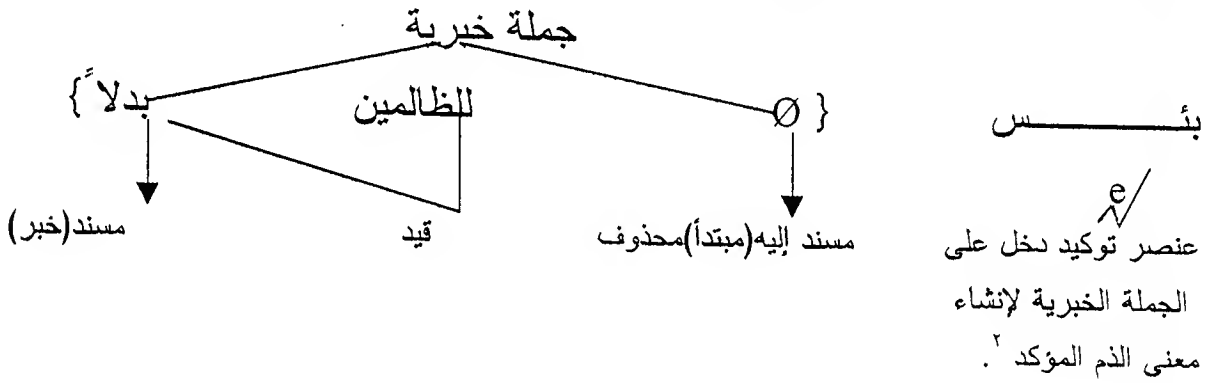 جملة خبرية
بئــــــس { Ø للظالمين بدلاً }
e
مسند إليه(مبتدأ)محذوف قيد مسند(خبر)
عنصر توكيد دخل على
الجملة الخبرية لإنشاء
معنى الذم المؤكد ٢.